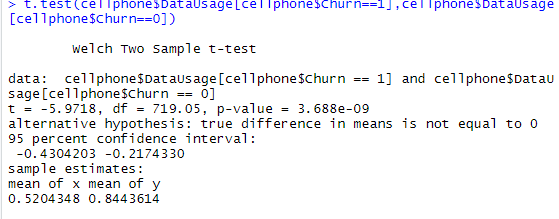 > t.test(cellphone$DataUsage[cellphone$Churn==1],cellphone$DataUsage
[cellphone$Churn==0])
Welch Two Sample t-test
data:  cellphone$DataUsage[cellphone$Churn == 1] and cellphone$DataU
sage[cellphone$Churn == 0]
t = -5.9718, df = 719.05, p-value = 3.688e-09
alternative hypothesis: true difference in means is not equal to 0
95 percent confidence interval:
 -0.4304203 -0.2174330
sample estimates:
mean of x mean of y
0.5204348 0.8443614